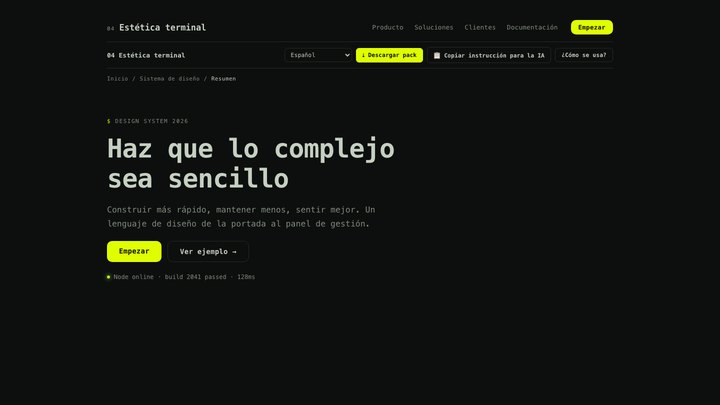 04 Estética terminal
Producto Soluciones Clientes Documentación Empezar
04 Estética terminal
Español ↓ Descargar pack 📋 Copiar instrucción para la IA ¿Cómo se usa?
Inicio / Sistema de diseño / Resumen
$ DESIGN SYSTEM 2026
Haz que lo complejo
sea sencillo
Construir más rápido, mantener menos, sentir mejor. Un
lenguaje de diseño de la portada al panel de gestión.
Empezar Ver ejemplo →
Node online · build 2041 passed · 128ms